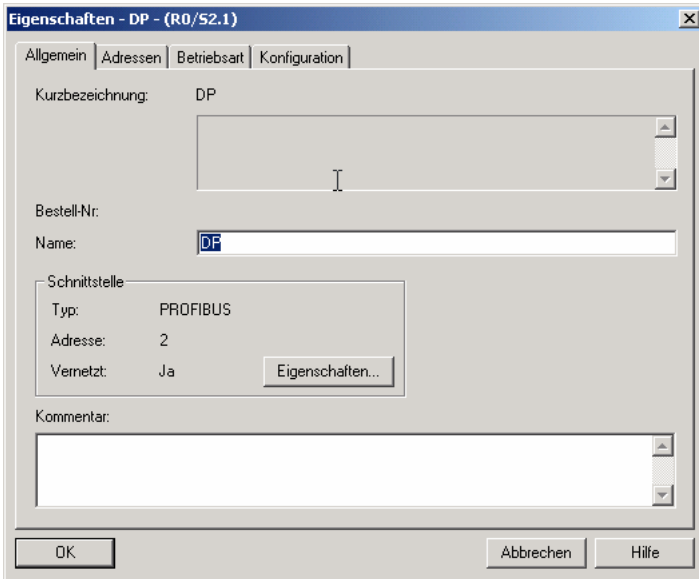 Eigenschaften - DP - (R0/S2.1)
Allgemein Adressen Betriebsart Konfiguration
Kurzbezeichnung: DP
Bestell-Nr:
Name: DP
Schnittstelle
Typ: PROFIBUS
Adresse: 2
Vernetzt: Ja Eigenschaften...
Kommentar:
OK Abbrechen Hilfe